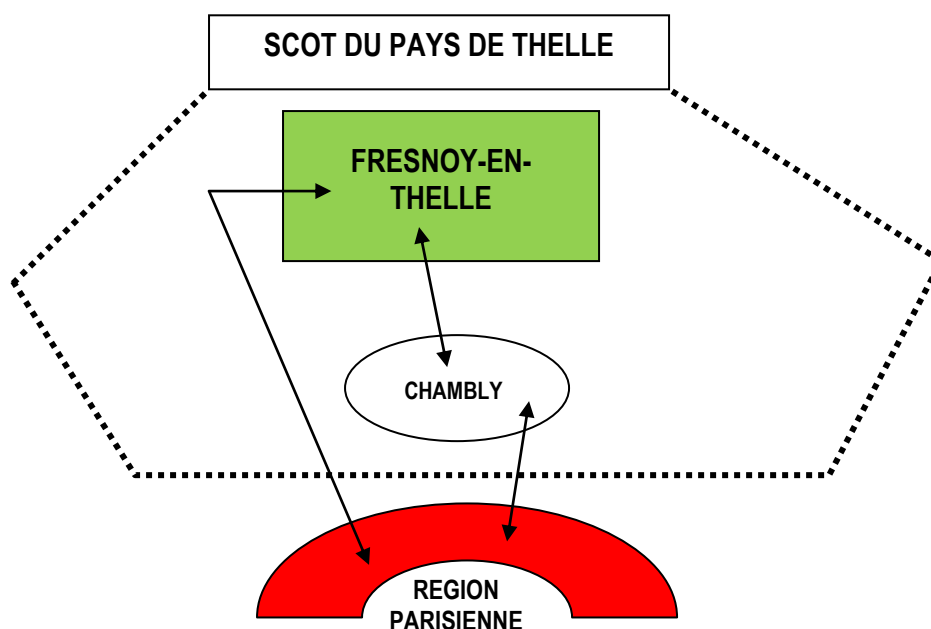 SCOT DU PAYS DE THELLE
FRESNOY-EN-
THELLE
CHAMBLY
REGION
PARISIENNE